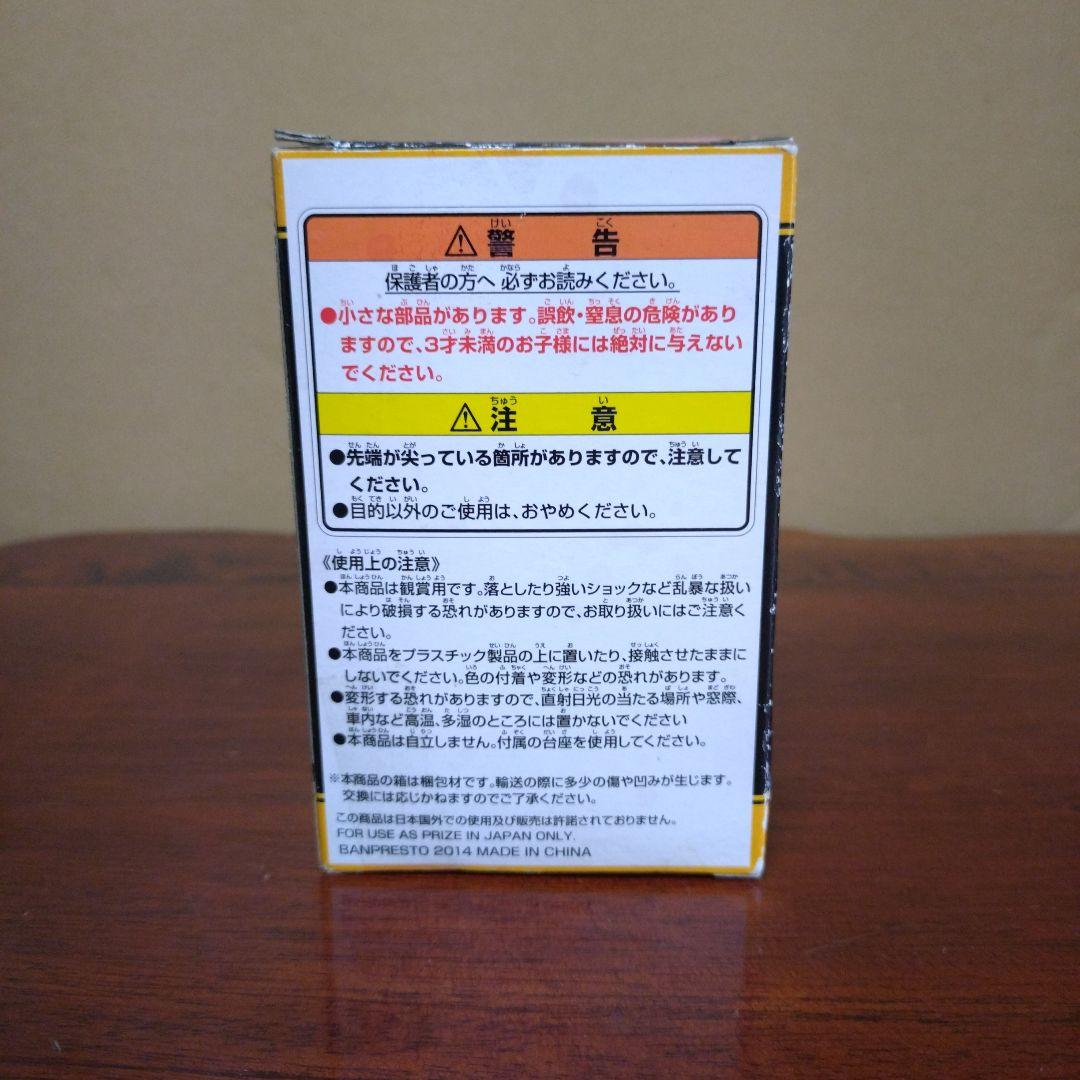 ⚠警告
保護者の方へ 必ずお読みください。
●小さな部品があります。誤飲・窒息の危険があり
ますので、3才未満のお子様には絶対に与えない
でください。
⚠注意
●先端が尖っている箇所がありますので、注意して
ください。
●目的以外のご使用は、おやめください。
《使用上の注意》
●本商品は観賞用です。落としたり強いショックなど乱暴な扱い
により破損する恐れがありますので、お取り扱いにはご注意く
ださい。
●本商品をプラスチック製品の上に置いたり、接触させたままに
しないでください。色の付着や変形などの恐れがあります。
●変形する恐れがありますので、直射日光の当たる場所や窓際、
車内など高温、多湿のところには置かないでください
●本商品は自立しません。付属の台座を使用してください。
※本商品の箱は梱包材です。輸送の際に多少の傷や凹みが生じます。
交換には応じかねますのでご了承ください。
この商品は日本国外での使用及び販売は許諾されておりません。
FOR USE AS PRIZE IN JAPAN ONLY.
BANPRESTO 2014 MADE IN CHINA